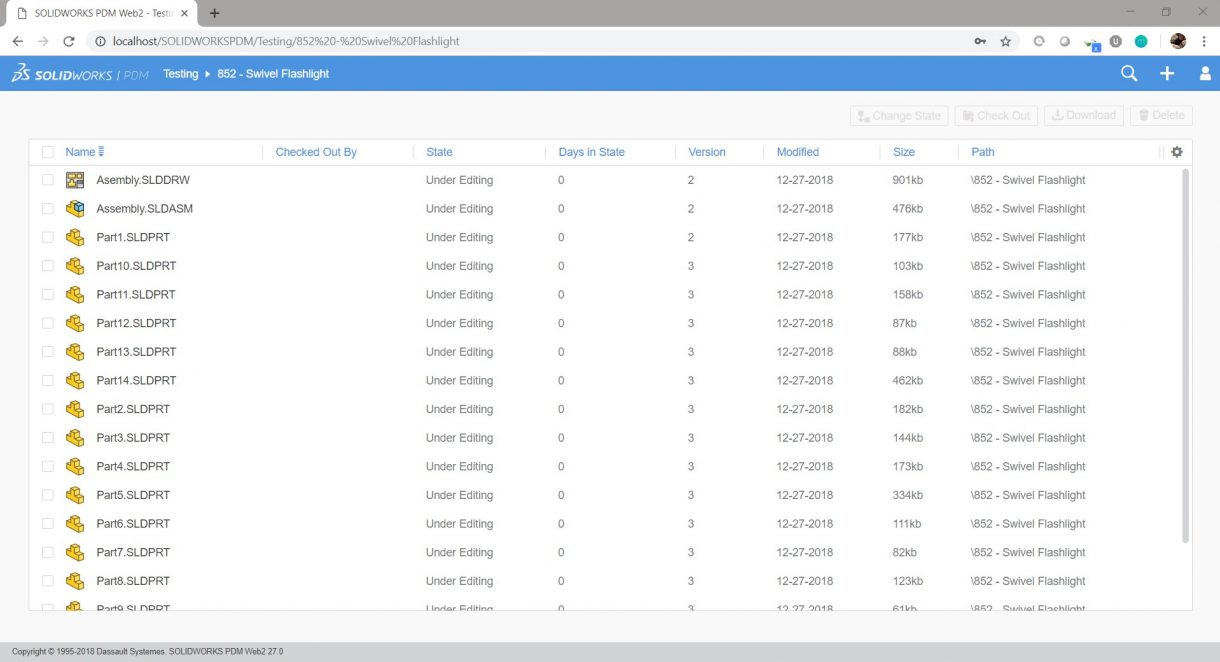 SOLIDWORKS PDM Web2 - Testi
localhost/SOLIDWORKSPDM/Testing/852%20-%20Swivel%20Flashlight
SOLIDWORKS | PDM Testing 852 - Swivel Flashlight
Change State Check Out Download Delete
Name Checked Out By State Days in State Version Modified Size Path
Asembly.SLDDRW Under Editing 0 2 12-27-2018 901kb \852 - Swivel Flashlight
Assembly.SLDASM Under Editing 0 2 12-27-2018 476kb \852 - Swivel Flashlight
Part1.SLDPRT Under Editing 0 2 12-27-2018 177kb \852 - Swivel Flashlight
Part10.SLDPRT Under Editing 0 3 12-27-2018 103kb \852 - Swivel Flashlight
Part11.SLDPRT Under Editing 0 3 12-27-2018 158kb \852 - Swivel Flashlight
Part12.SLDPRT Under Editing 0 3 12-27-2018 87kb \852 - Swivel Flashlight
Part13.SLDPRT Under Editing 0 3 12-27-2018 88kb \852 - Swivel Flashlight
Part14.SLDPRT Under Editing 0 3 12-27-2018 462kb \852 - Swivel Flashlight
Part2.SLDPRT Under Editing 0 3 12-27-2018 182kb \852 - Swivel Flashlight
Part3.SLDPRT Under Editing 0 3 12-27-2018 144kb \852 - Swivel Flashlight
Part4.SLDPRT Under Editing 0 3 12-27-2018 173kb \852 - Swivel Flashlight
Part5.SLDPRT Under Editing 0 3 12-27-2018 334kb \852 - Swivel Flashlight
Part6.SLDPRT Under Editing 0 3 12-27-2018 111kb \852 - Swivel Flashlight
Part7.SLDPRT Under Editing 0 3 12-27-2018 82kb \852 - Swivel Flashlight
Part8.SLDPRT Under Editing 0 3 12-27-2018 123kb \852 - Swivel Flashlight
Part9.SLDPRT Under Editing 0 3 12-27-2018 61kb \852 - Swivel Flashlight
Copyright © 1995-2018 Dassault Systemes. SOLIDWORKS PDM Web2 27.0